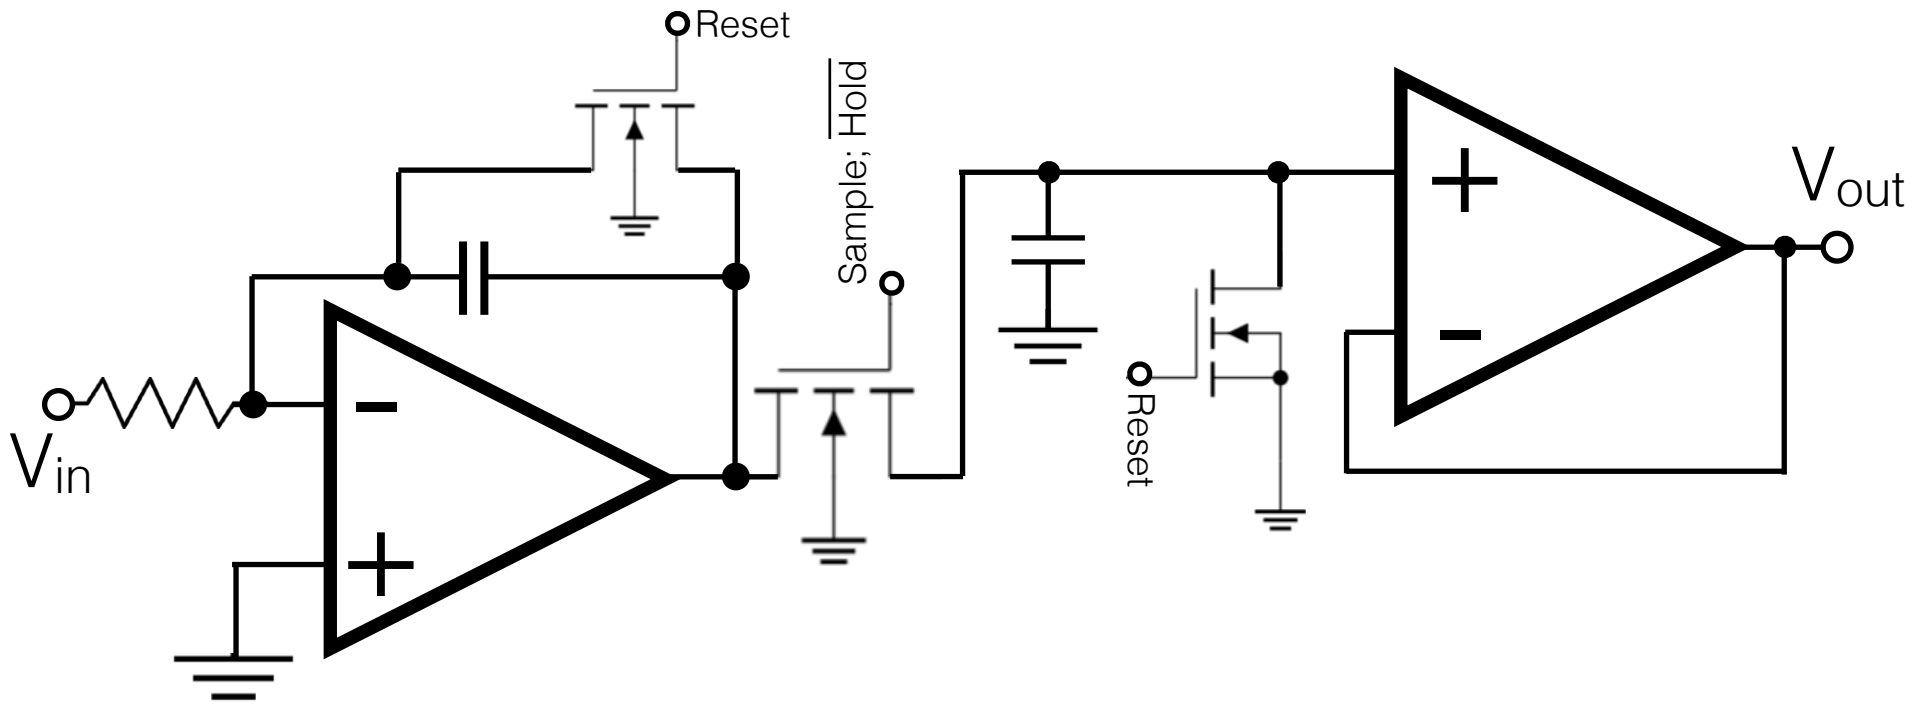 Reset
Sample; Hold
Vout
Vin
Reset
−
+
+
−